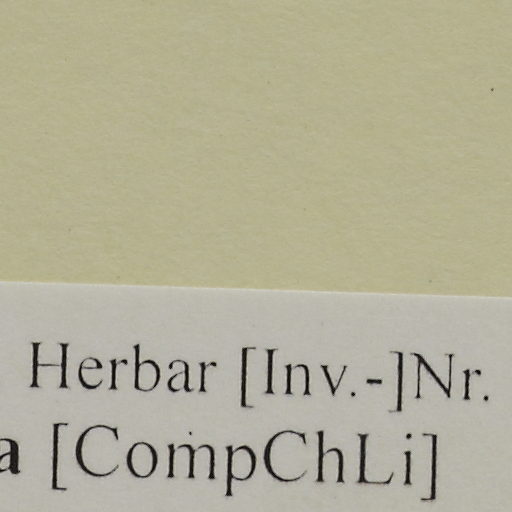 Herbar [Inv.-]Nr.
a [CompChLi]